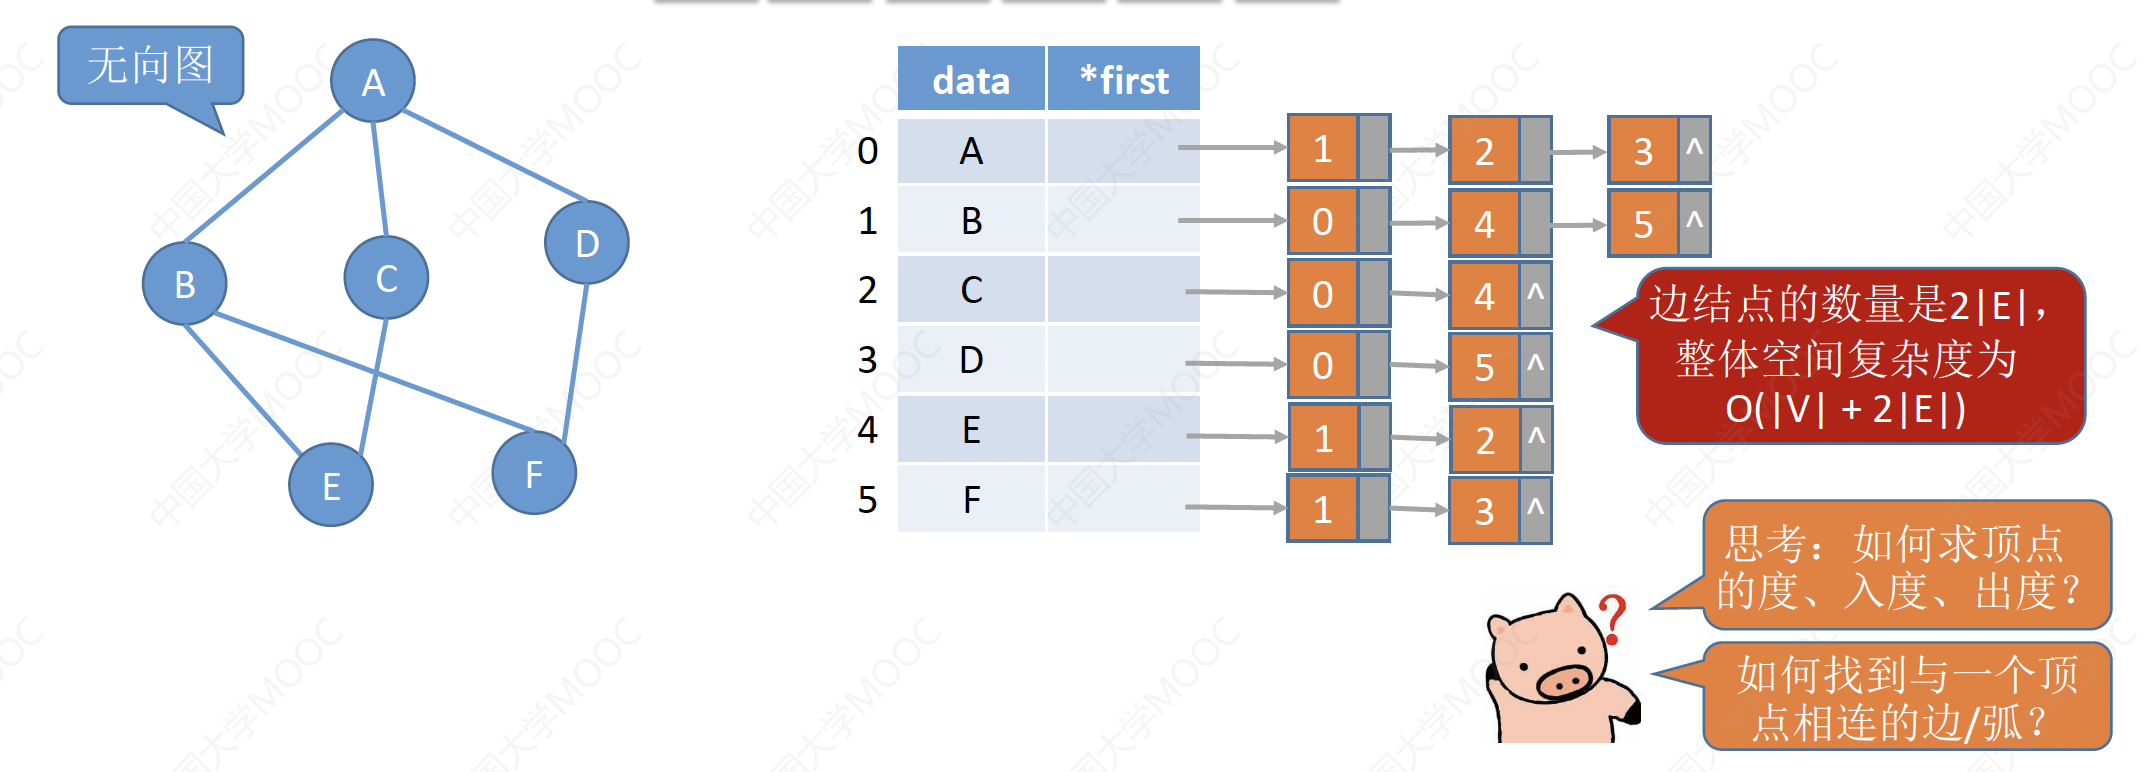 无向图
A
B
C
D
E
F
data *first
0 A 1 2 3 ^
1 B 0 4 5 ^
2 C 0 4 ^
3 D 0 5 ^
4 E 1 2 ^
5 F 1 3 ^
边结点的数量是2|E|，
整体空间复杂度为
O(|V| + 2|E|)
思考：如何求顶点
的度、入度、出度？
?
如何找到与一个顶
点相连的边/弧？
中国大学MOOC